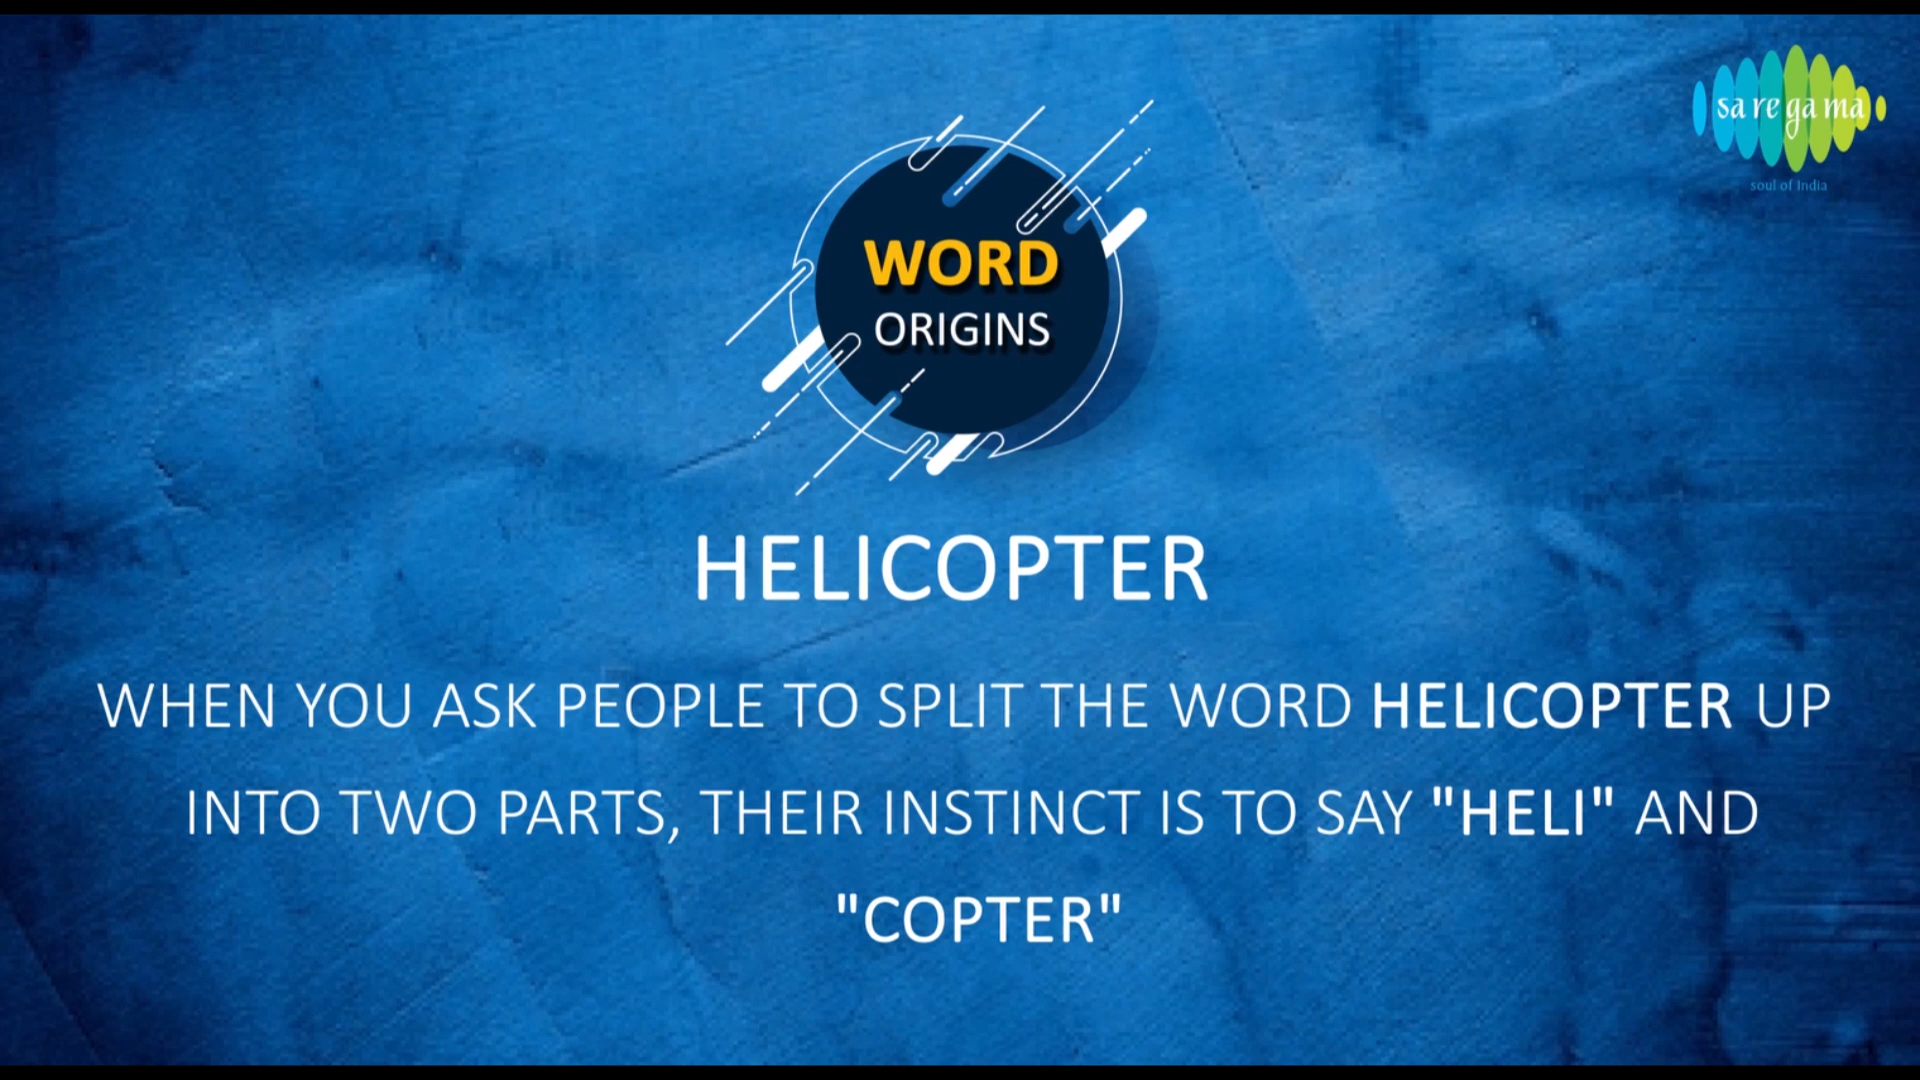 sa re ga ma
soul of India
WORD
ORIGINS
HELICOPTER
WHEN YOU ASK PEOPLE TO SPLIT THE WORD HELICOPTER UP
INTO TWO PARTS, THEIR INSTINCT IS TO SAY "HELI" AND
"COPTER"